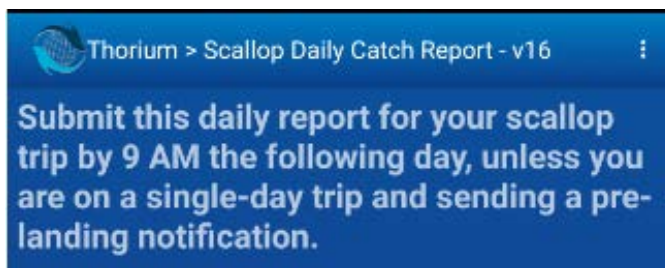 Thorium > Scallop Daily Catch Report - v16
Submit this daily report for your scallop
trip by 9 AM the following day, unless you
are on a single-day trip and sending a pre-
landing notification.